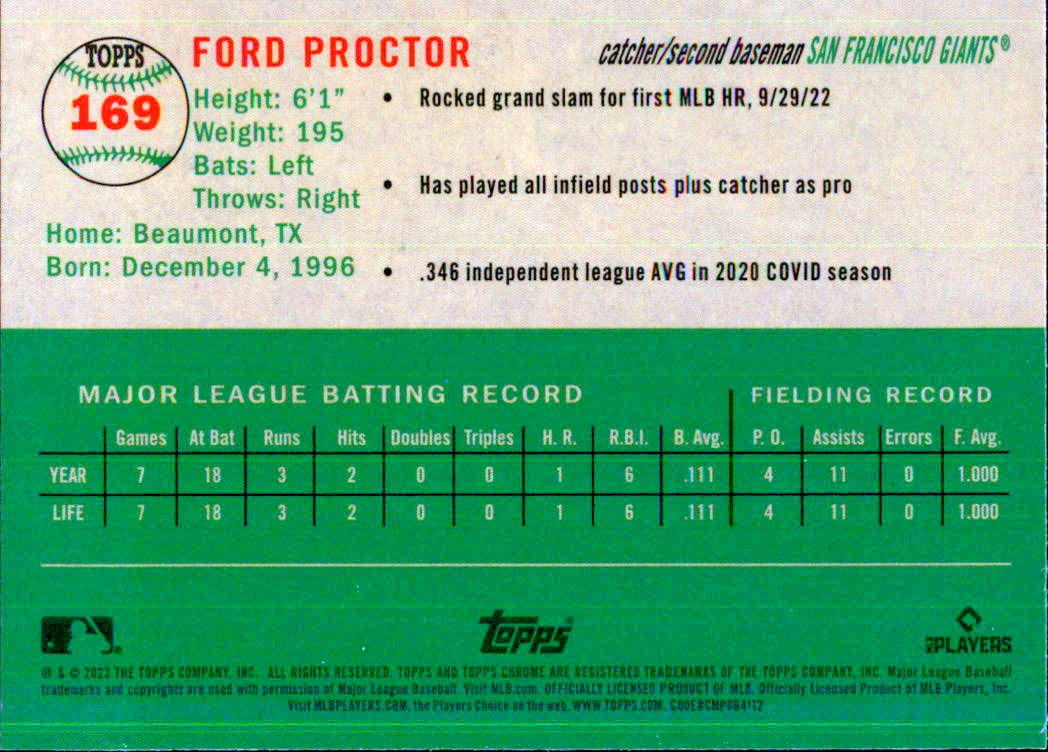 TOPPS
169
FORD PROCTOR
catcher/second baseman SAN FRANCISCO GIANTS®
Height: 6'1"
Weight: 195
Bats: Left
Throws: Right
Home: Beaumont, TX
Born: December 4, 1996
• Rocked grand slam for first MLB HR, 9/29/22
• Has played all infield posts plus catcher as pro
• .346 independent league AVG in 2020 COVID season
MAJOR LEAGUE BATTING RECORD FIELDING RECORD
Games At Bat Runs Hits Doubles Triples H. R. R.B.I. B. Avg. P. O. Assists Errors F. Avg.
YEAR 7 18 3 2 0 0 1 6 .111 4 11 0 1.000
LIFE 7 18 3 2 0 0 1 6 .111 4 11 0 1.000
Topps
PLAYERS
® & © 2023 THE TOPPS COMPANY, INC. ALL RIGHTS RESERVED. TOPPS AND TOPPS CHROME ARE REGISTERED TRADEMARKS OF THE TOPPS COMPANY, INC. Major League Baseball
trademarks and copyrights are used with permission of Major League Baseball. Visit MLB.com. OFFICIALLY LICENSED PRODUCT OF MLB. Officially Licensed Product of MLB Players, Inc.
Visit MLBPLAYERS.COM, the Players Choice on the web. WWW.TOPPS.COM. CODE#CMP064112